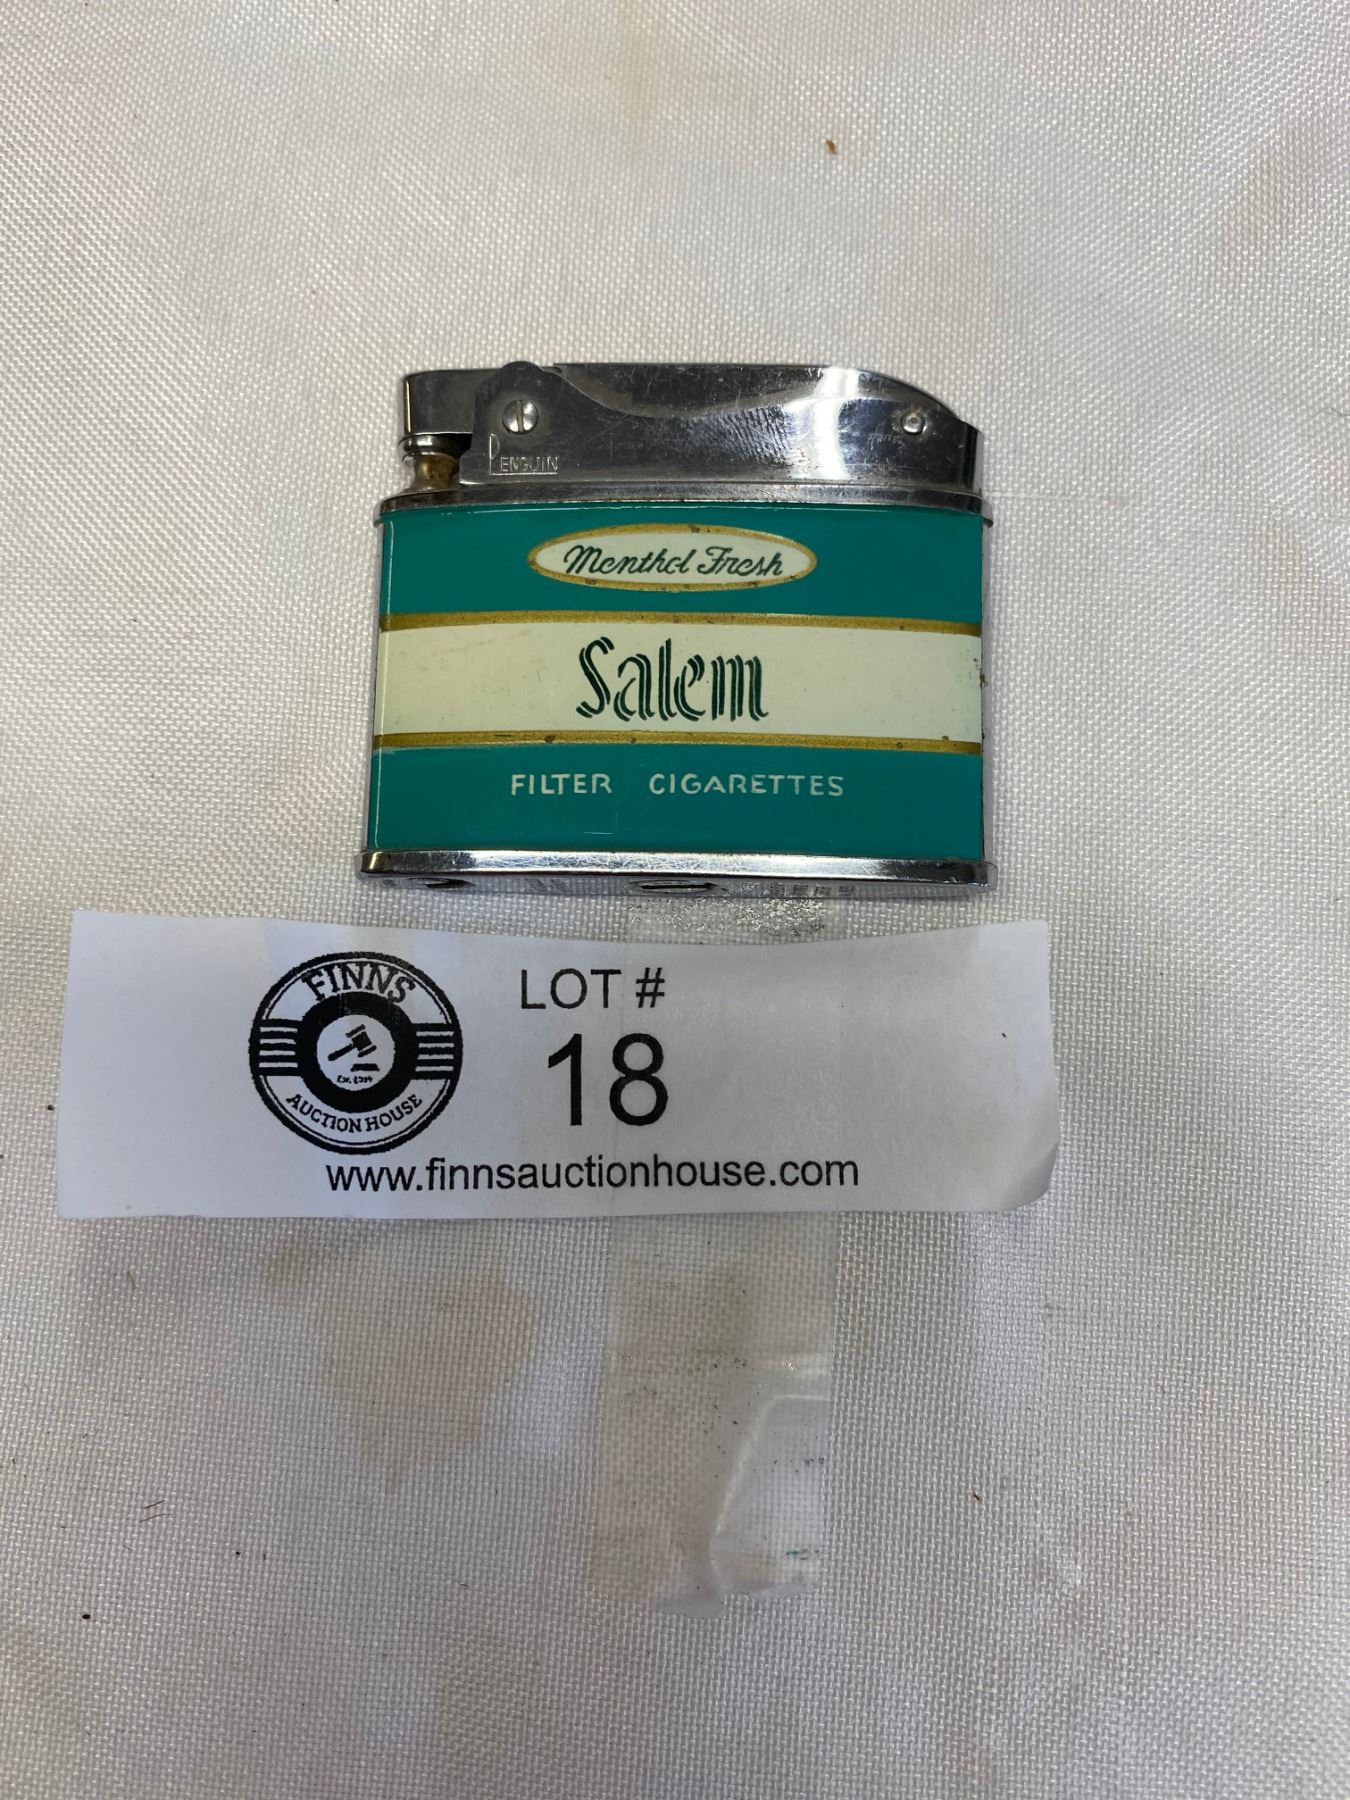 PENGUIN
Menthol Fresh
Salem
FILTER CIGARETTES
FINNS
AUCTION HOUSE
LOT #
18
www.finnsauctionhouse.com